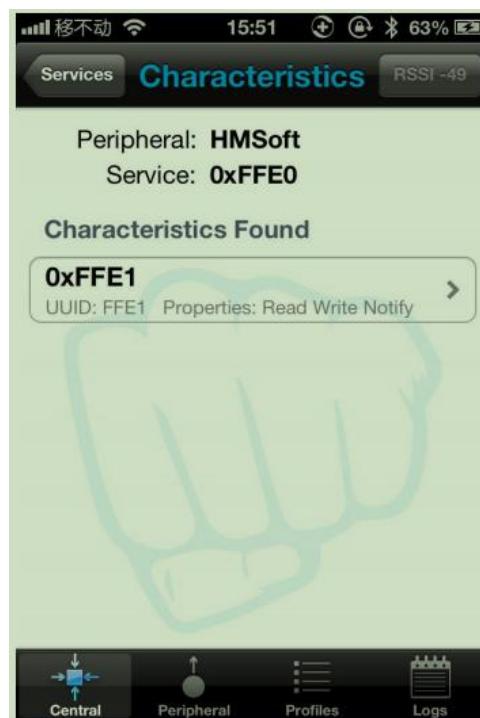 移不动 15:51 63%
Services Characteristics RSSI -49
Peripheral: HMSoft
Service: 0xFFE0
Characteristics Found
0xFFE1
UUID: FFE1 Properties: Read Write Notify
Central Peripheral Profiles Logs